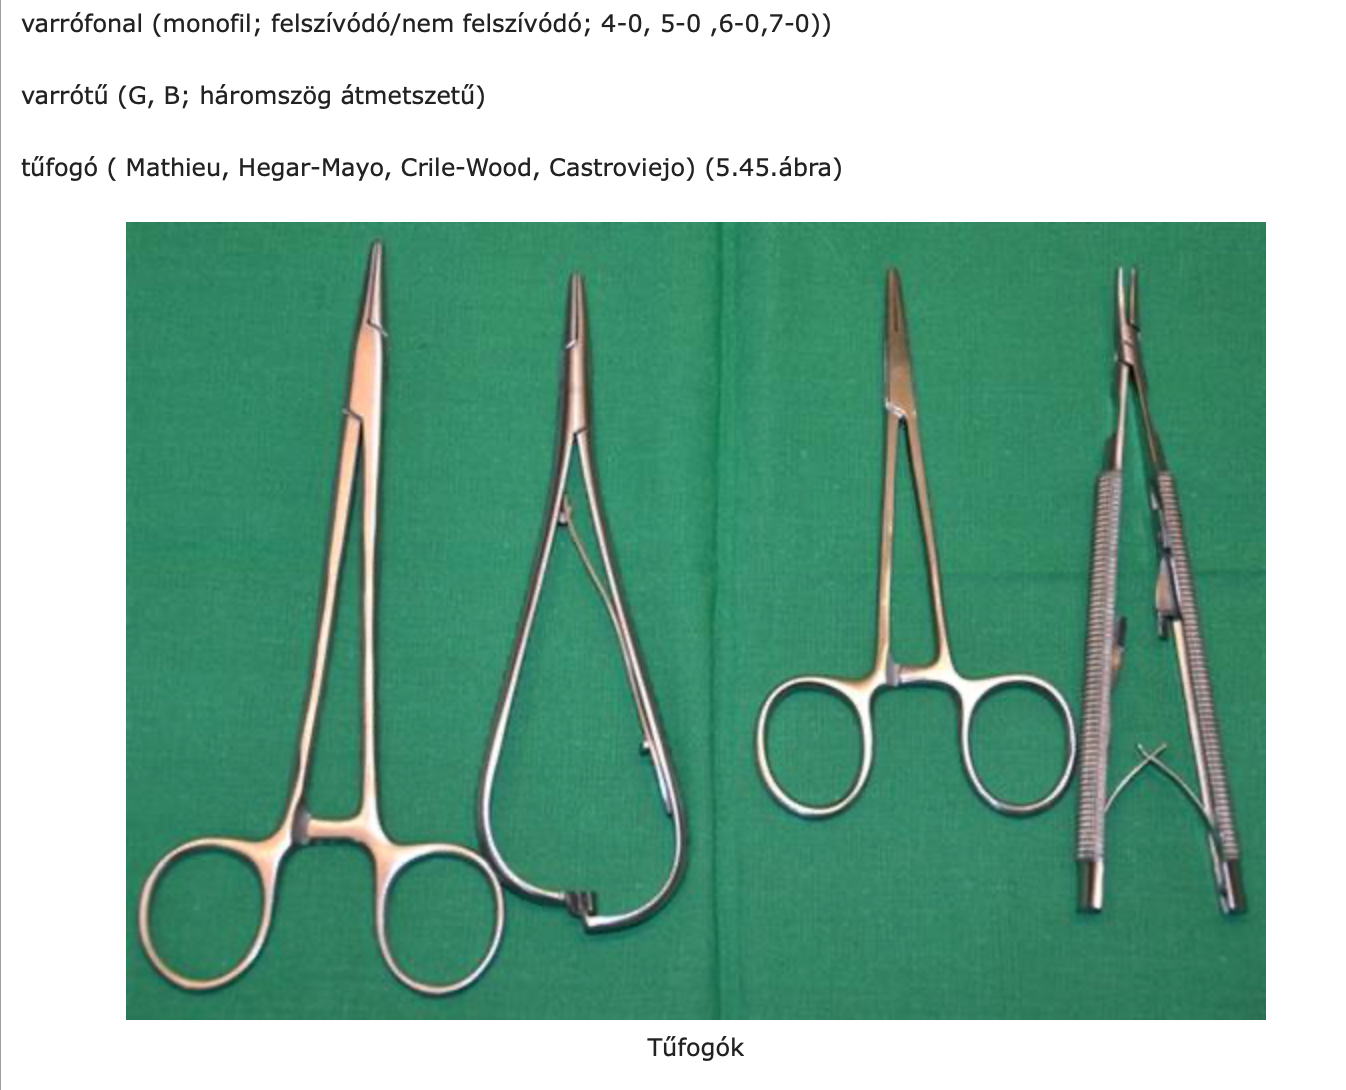 varrófonal (monofil; felszívódó/nem felszívódó; 4-0, 5-0 ,6-0,7-0))
varrótű (G, B; háromszög átmetszetű)
tűfogó ( Mathieu, Hegar-Mayo, Crile-Wood, Castroviejo) (5.45.ábra)
Tűfogók